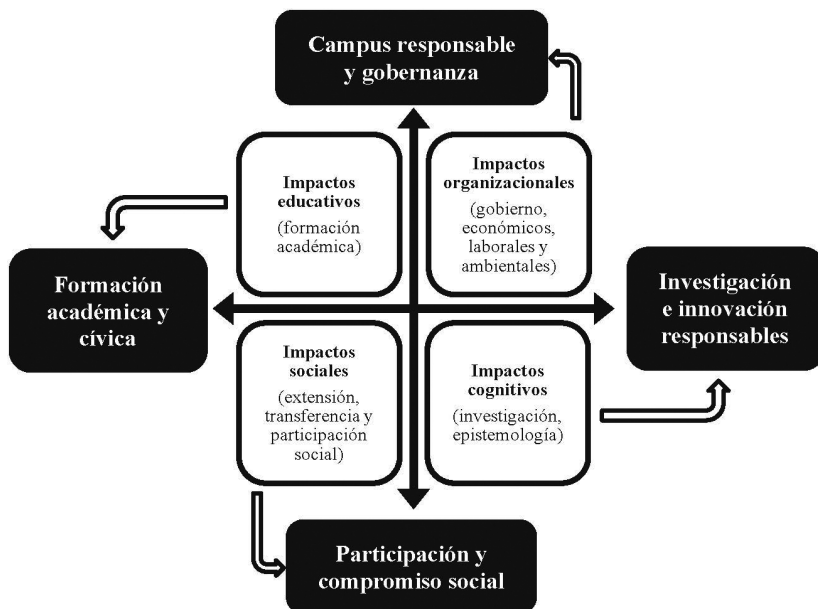 Campus responsable
y gobernanza
Impactos
educativos
(formación
académica)
Impactos
organizacionales
(gobierno,
económicos,
laborales y
ambientales)
Formación
académica y
cívica
Investigación
e innovación
responsables
Impactos
sociales
(extensión,
transferencia y
participación
social)
Impactos
cognitivos
(investigación,
epistemología)
Participación y
compromiso social